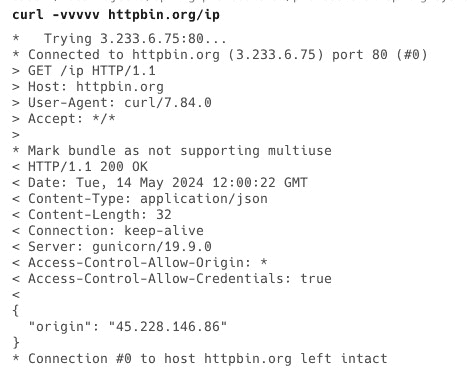 curl -vvvvv httpbin.org/ip
*   Trying 3.233.6.75:80...
* Connected to httpbin.org (3.233.6.75) port 80 (#0)
> GET /ip HTTP/1.1
> Host: httpbin.org
> User-Agent: curl/7.84.0
> Accept: */*
>
* Mark bundle as not supporting multiuse
< HTTP/1.1 200 OK
< Date: Tue, 14 May 2024 12:00:22 GMT
< Content-Type: application/json
< Content-Length: 32
< Connection: keep-alive
< Server: gunicorn/19.9.0
< Access-Control-Allow-Origin: *
< Access-Control-Allow-Credentials: true
<
{
  "origin": "45.228.146.86"
}
* Connection #0 to host httpbin.org left intact